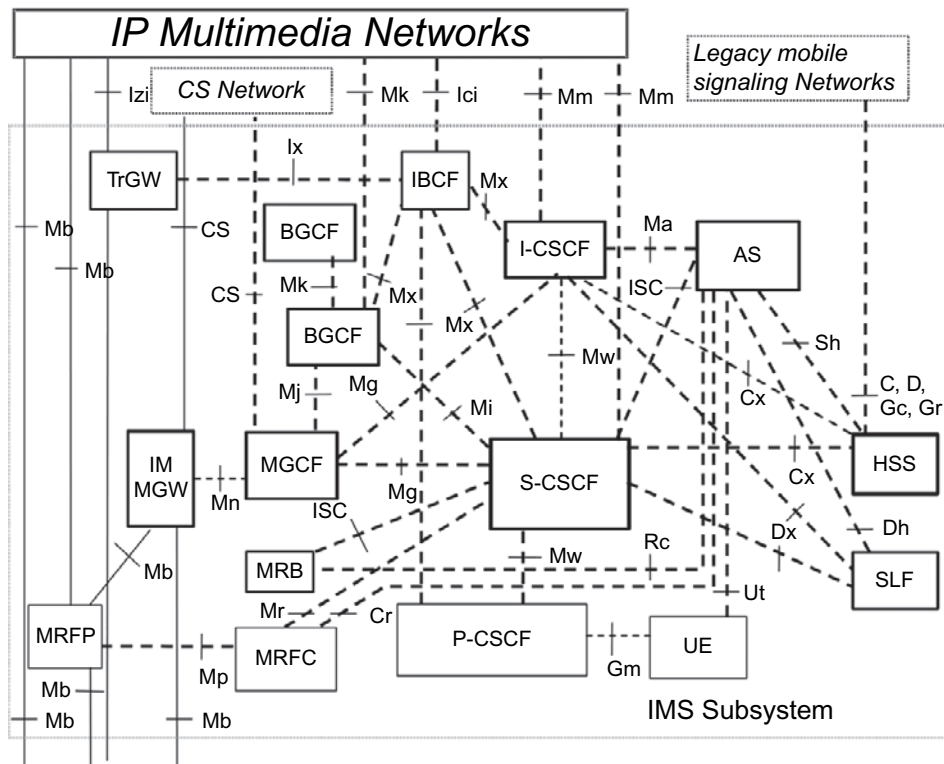 IP Multimedia Networks
CS Network
Legacy mobile
signaling Networks
Izi
Mk
Ici
Mm
Mm
Ix
TrGW
IBCF
Mx
BGCF
I-CSCF
Ma
AS
Mb
CS
Mb
CS
Mk
Mx
ISC
BGCF
Mx
Mw
Sh
Mj
Mg
Mi
Cx
C, D,
Gc, Gr
IM
MGW
Mn
MGCF
Mg
S-CSCF
Cx
HSS
ISC
Mb
MRB
Mw
Rc
Dx
Dh
SLF
Mr
Cr
Ut
MRFP
Mp
MRFC
P-CSCF
Gm
UE
Mb
Mb
Mb
IMS Subsystem